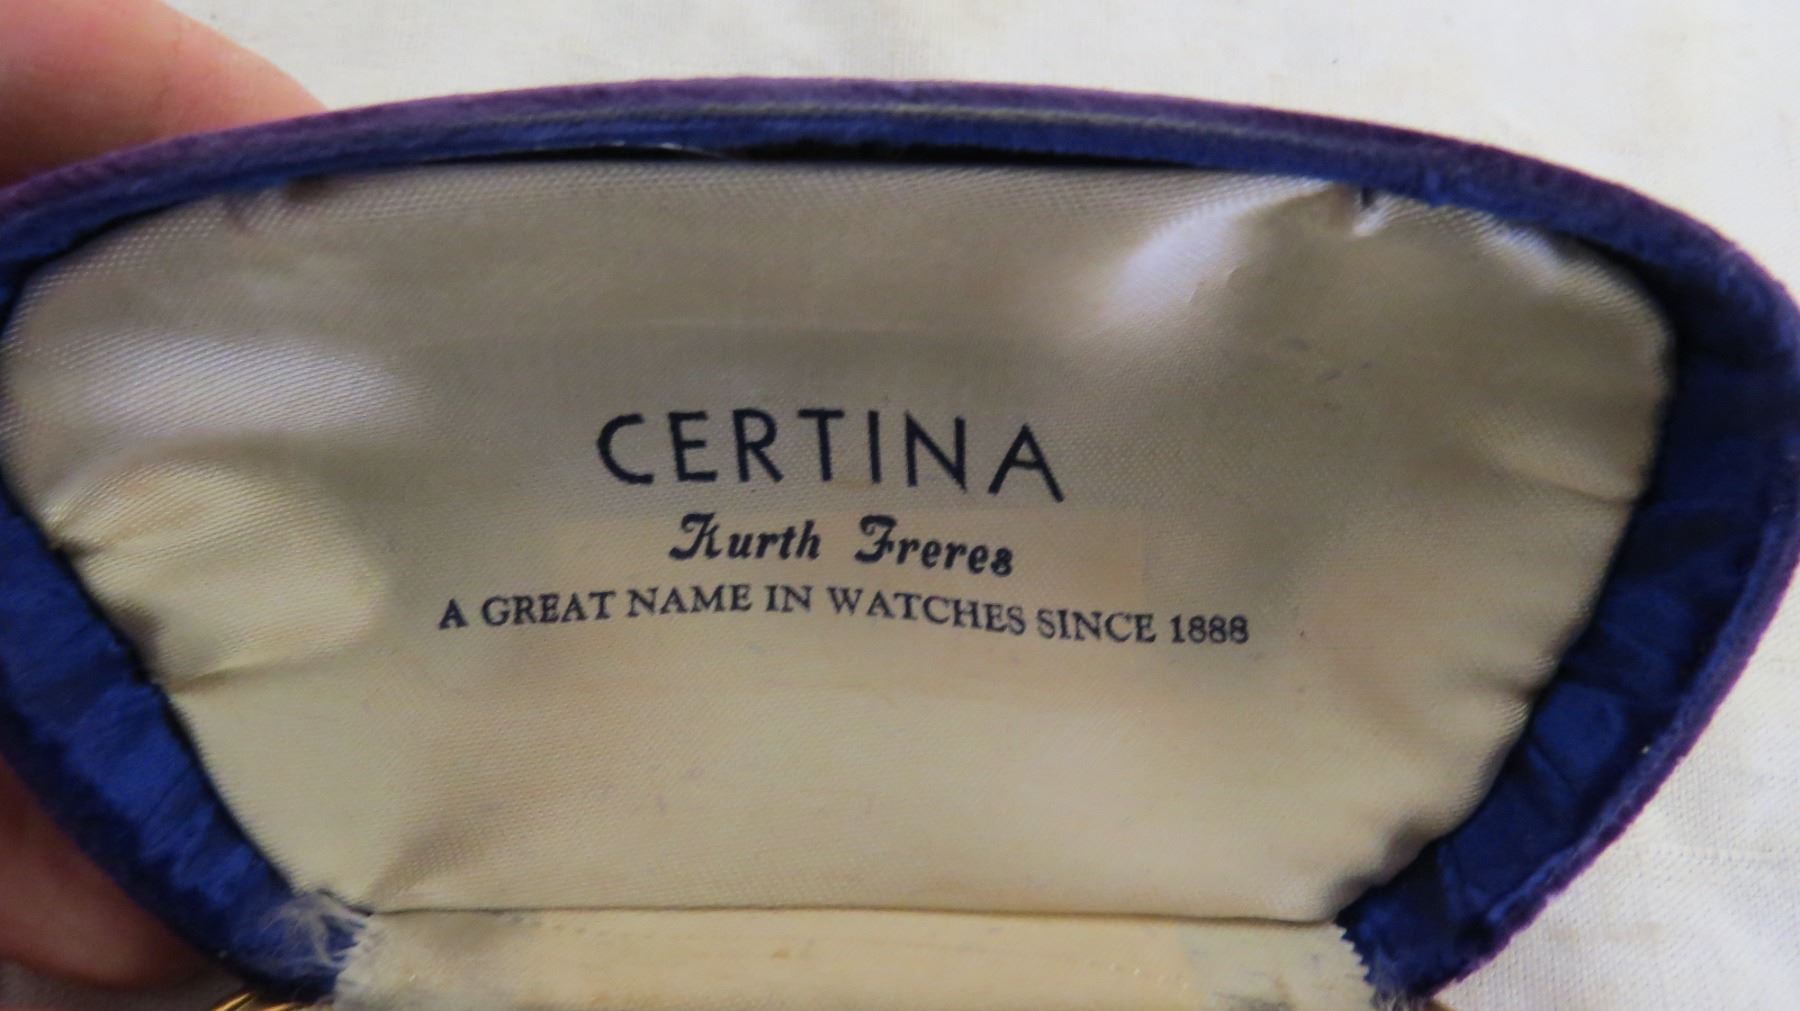 CERTINA
Kurth Freres
A GREAT NAME IN WATCHES SINCE 1888